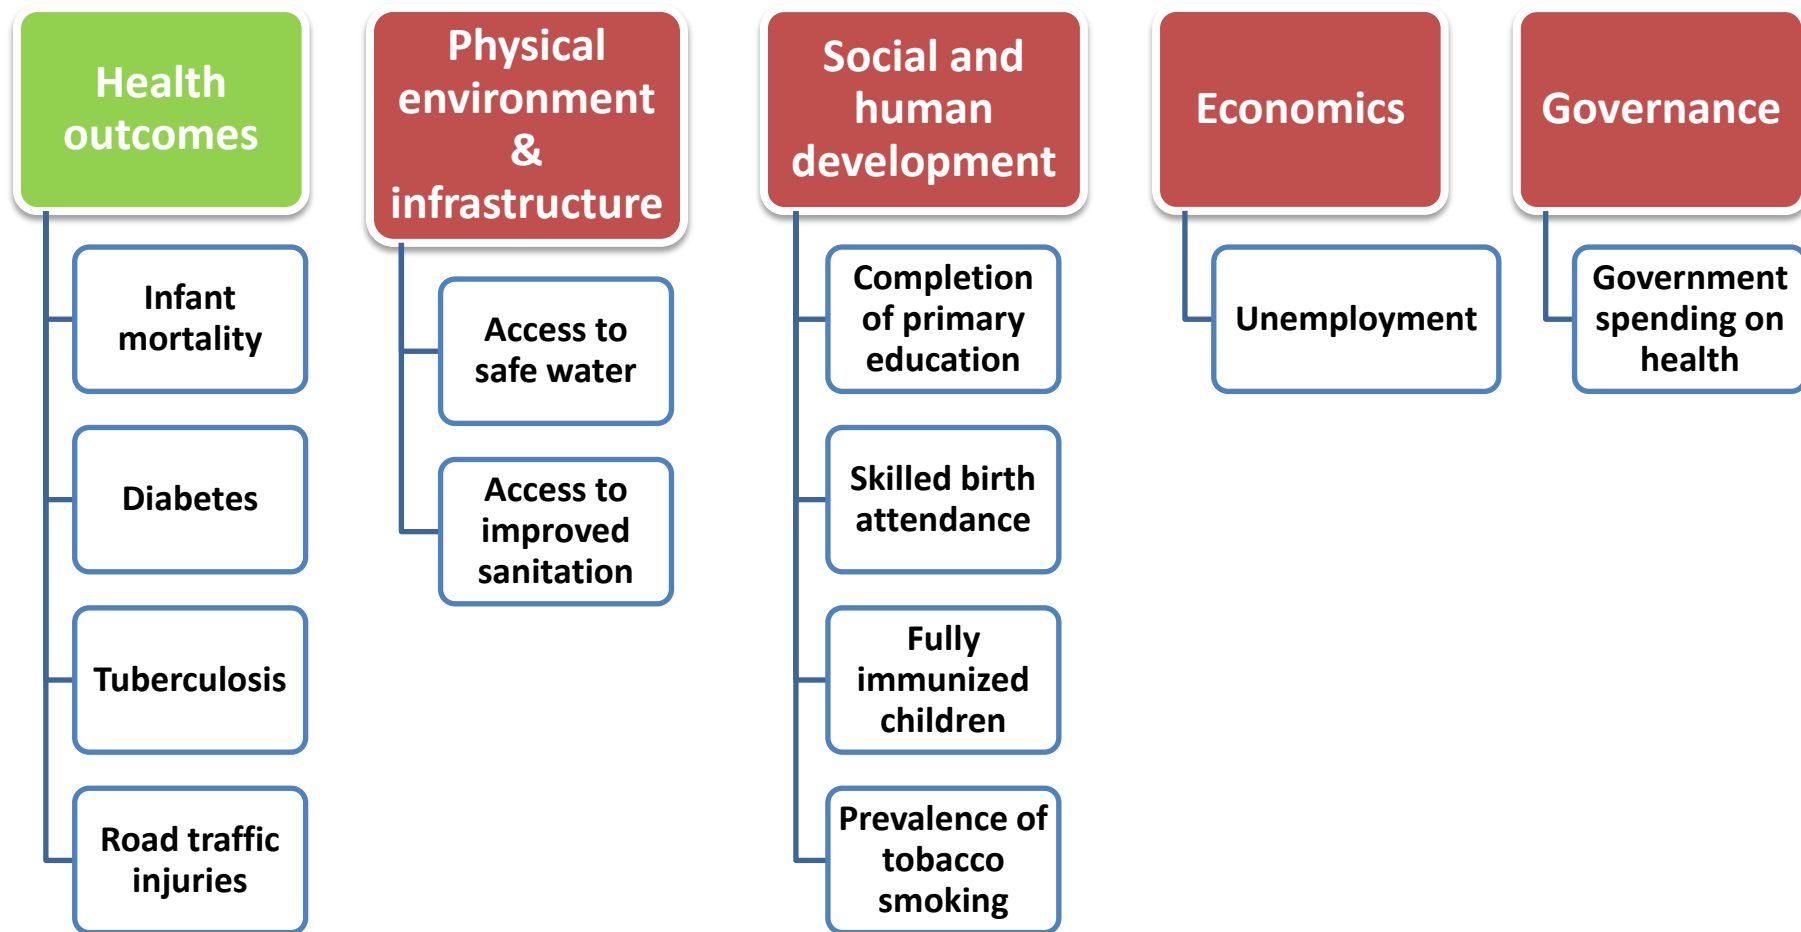 Health
outcomes
Infant
mortality
Diabetes
Tuberculosis
Road traffic
injuries
Physical
environment
&
infrastructure
Access to
safe water
Access to
improved
sanitation
Social and
human
development
Completion
of primary
education
Skilled birth
attendance
Fully
immunized
children
Prevalence of
tobacco
smoking
Economics
Unemployment
Governance
Government
spending on
health